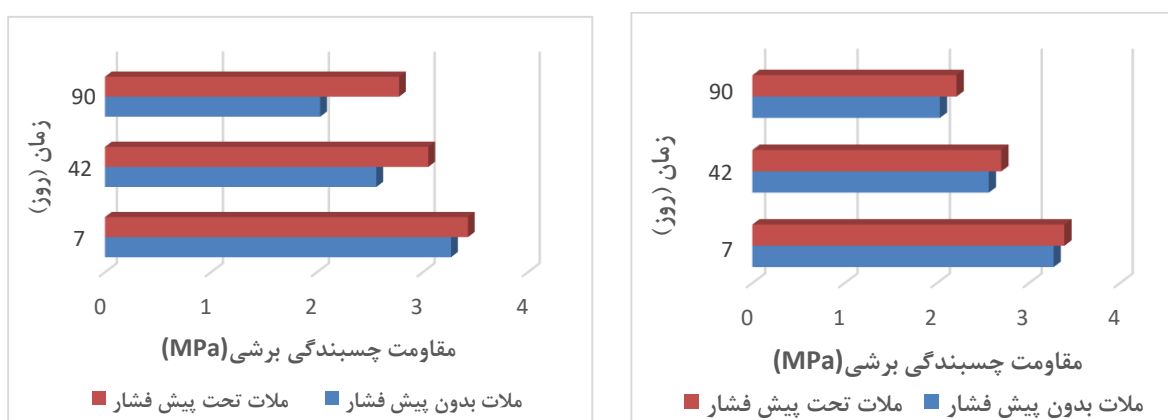 90
42
7
زمان (روز)
0 1 2 3 4
مقاومت چسبندگی برشی(MPa)
ملات بدون پیش فشار ملات تحت پیش فشار
90
42
7
زمان (روز)
0 1 2 3 4
مقاومت چسبندگی برشی(MPa)
ملات بدون پیش فشار ملات تحت پیش فشار